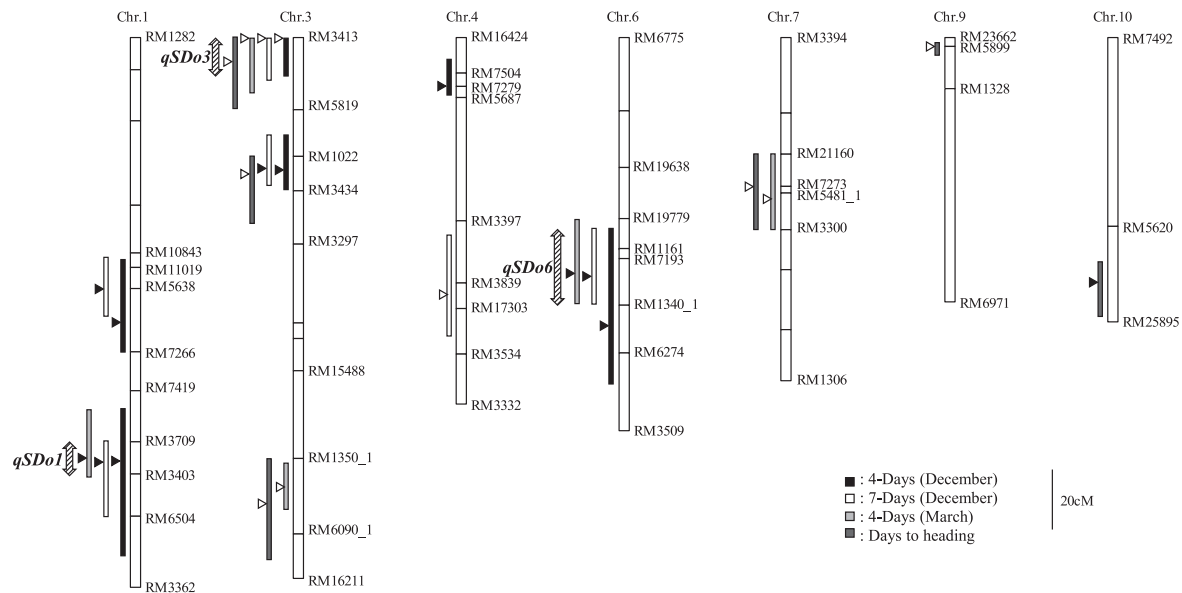 Chr.1
Chr.3
Chr.4
Chr.6
Chr.7
Chr.9
Chr.10
RM1282
RM10843
RM11019
RM5638
RM7266
RM7419
RM3709
RM3403
RM6504
RM3362
qSDo1
qSDo3
RM3413
RM5819
RM1022
RM3434
RM3297
RM15488
RM1350_1
RM6090_1
RM16211
RM16424
RM7504
RM7279
RM5687
RM3397
RM3839
RM17303
RM3534
RM3332
qSDo6
RM6775
RM19638
RM19779
RM1161
RM7193
RM1340_1
RM6274
RM3509
RM3394
RM21160
RM7273
RM5481_1
RM3300
RM1306
RM23662
RM5899
RM1328
RM6971
RM7492
RM5620
RM25895
: 4-Days (December)
: 7-Days (December)
: 4-Days (March)
: Days to heading
20cM